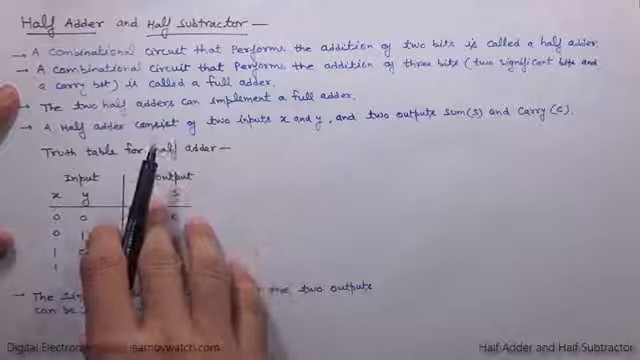 Half Adder and Half Subtractor —
→ A combinational circuit that performs the addition of two bits is called a half adder.
→ A combinational circuit that performs the addition of three bits (two significant bits and
a carry bit) is called a full adder.
→ The two half adders can implement a full adder.
→ A Half adder consist of two inputs x and y, and two outputs sum(s) and carry (c).
Truth table for half adder —
Input output
x y s
0 0 0
0 1
1
1
→ The the two outputs
can be
Digital Electron learnbywatch.com Half Adder and Half Subtractor